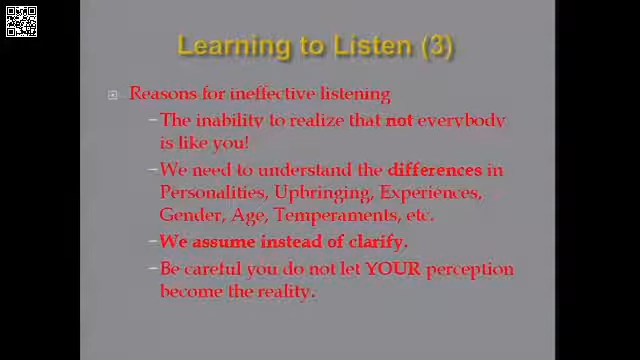 Learning to Listen (3)
Reasons for ineffective listening
–The inability to realize that not everybody
is like you!
–We need to understand the differences in
Personalities, Upbringing, Experiences,
Gender, Age, Temperaments, etc.
–We assume instead of clarify.
–Be careful you do not let YOUR perception
become the reality.